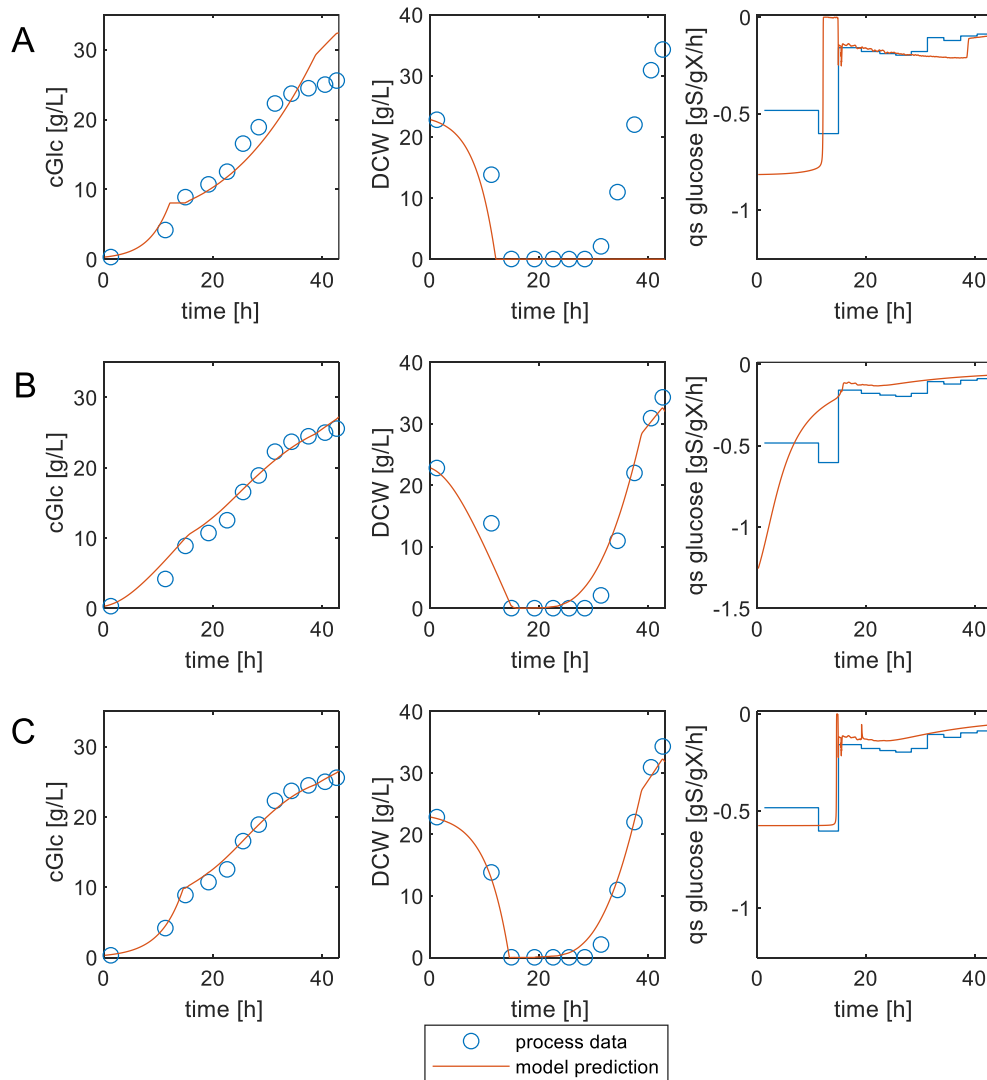 A
cGlc [g/L]
30
20
10
0
0
20
40
time [h]
DCW [g/L]
40
30
20
10
0
0
20
40
time [h]
qs glucose [gS/gX/h]
0
-0.5
-1
0
20
40
time [h]
B
cGlc [g/L]
30
20
10
0
0
20
40
time [h]
DCW [g/L]
40
30
20
10
0
0
20
40
time [h]
qs glucose [gS/gX/h]
0
-0.5
-1
-1.5
0
20
40
time [h]
C
cGlc [g/L]
30
20
10
0
0
20
40
time [h]
DCW [g/L]
40
30
20
10
0
0
20
40
time [h]
qs glucose [gS/gX/h]
0
-0.5
-1
0
20
40
time [h]
process data
model prediction